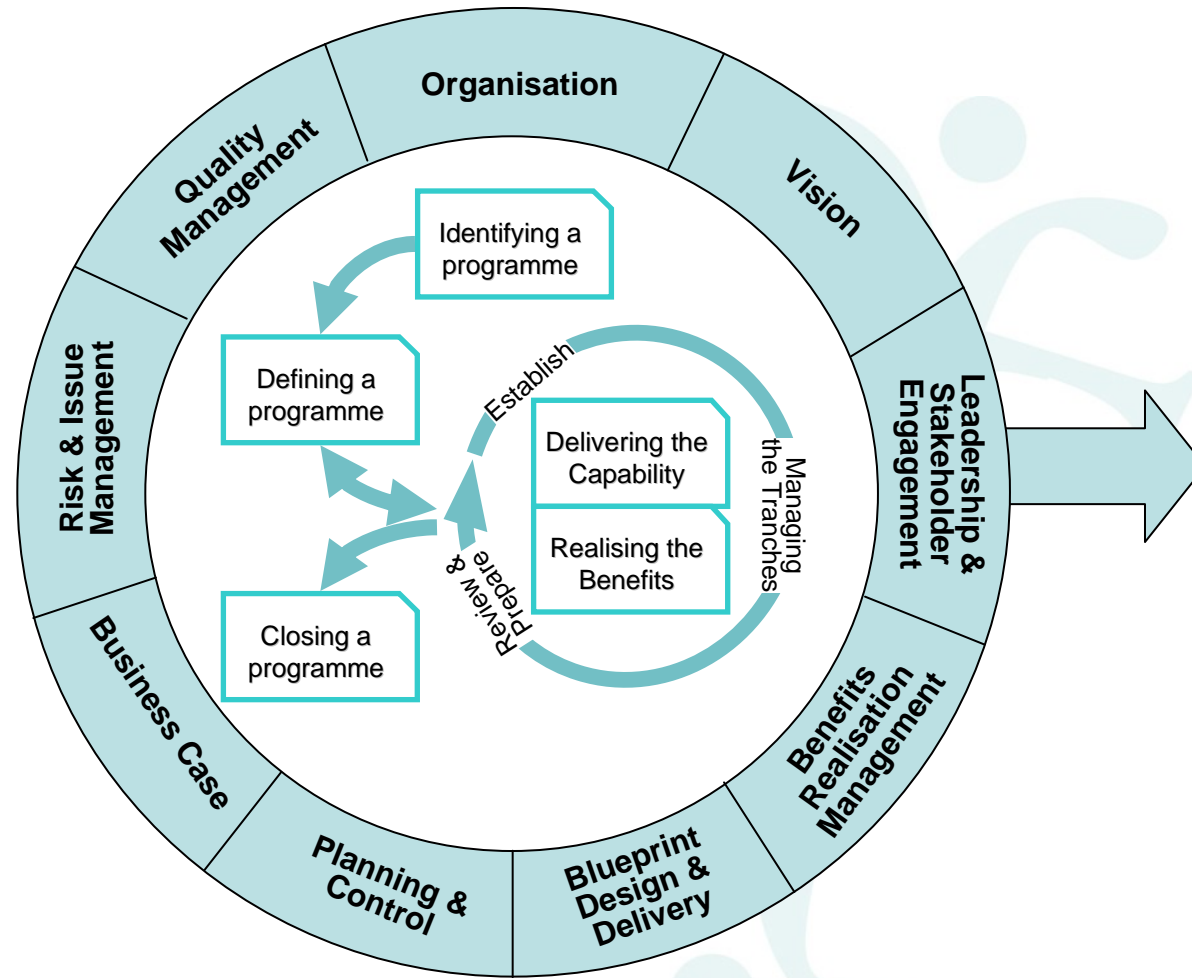 Organisation
Vision
Leadership &
Stakeholder
Engagement
Benefits
Realisation
Management
Blueprint
Design &
Delivery
Planning &
Control
Business Case
Risk & Issue
Management
Quality
Management
Identifying a
programme
Defining a
programme
Closing a
programme
Establish
Managing
the Tranches
Review &
Prepare
Delivering the
Capability
Realising the
Benefits